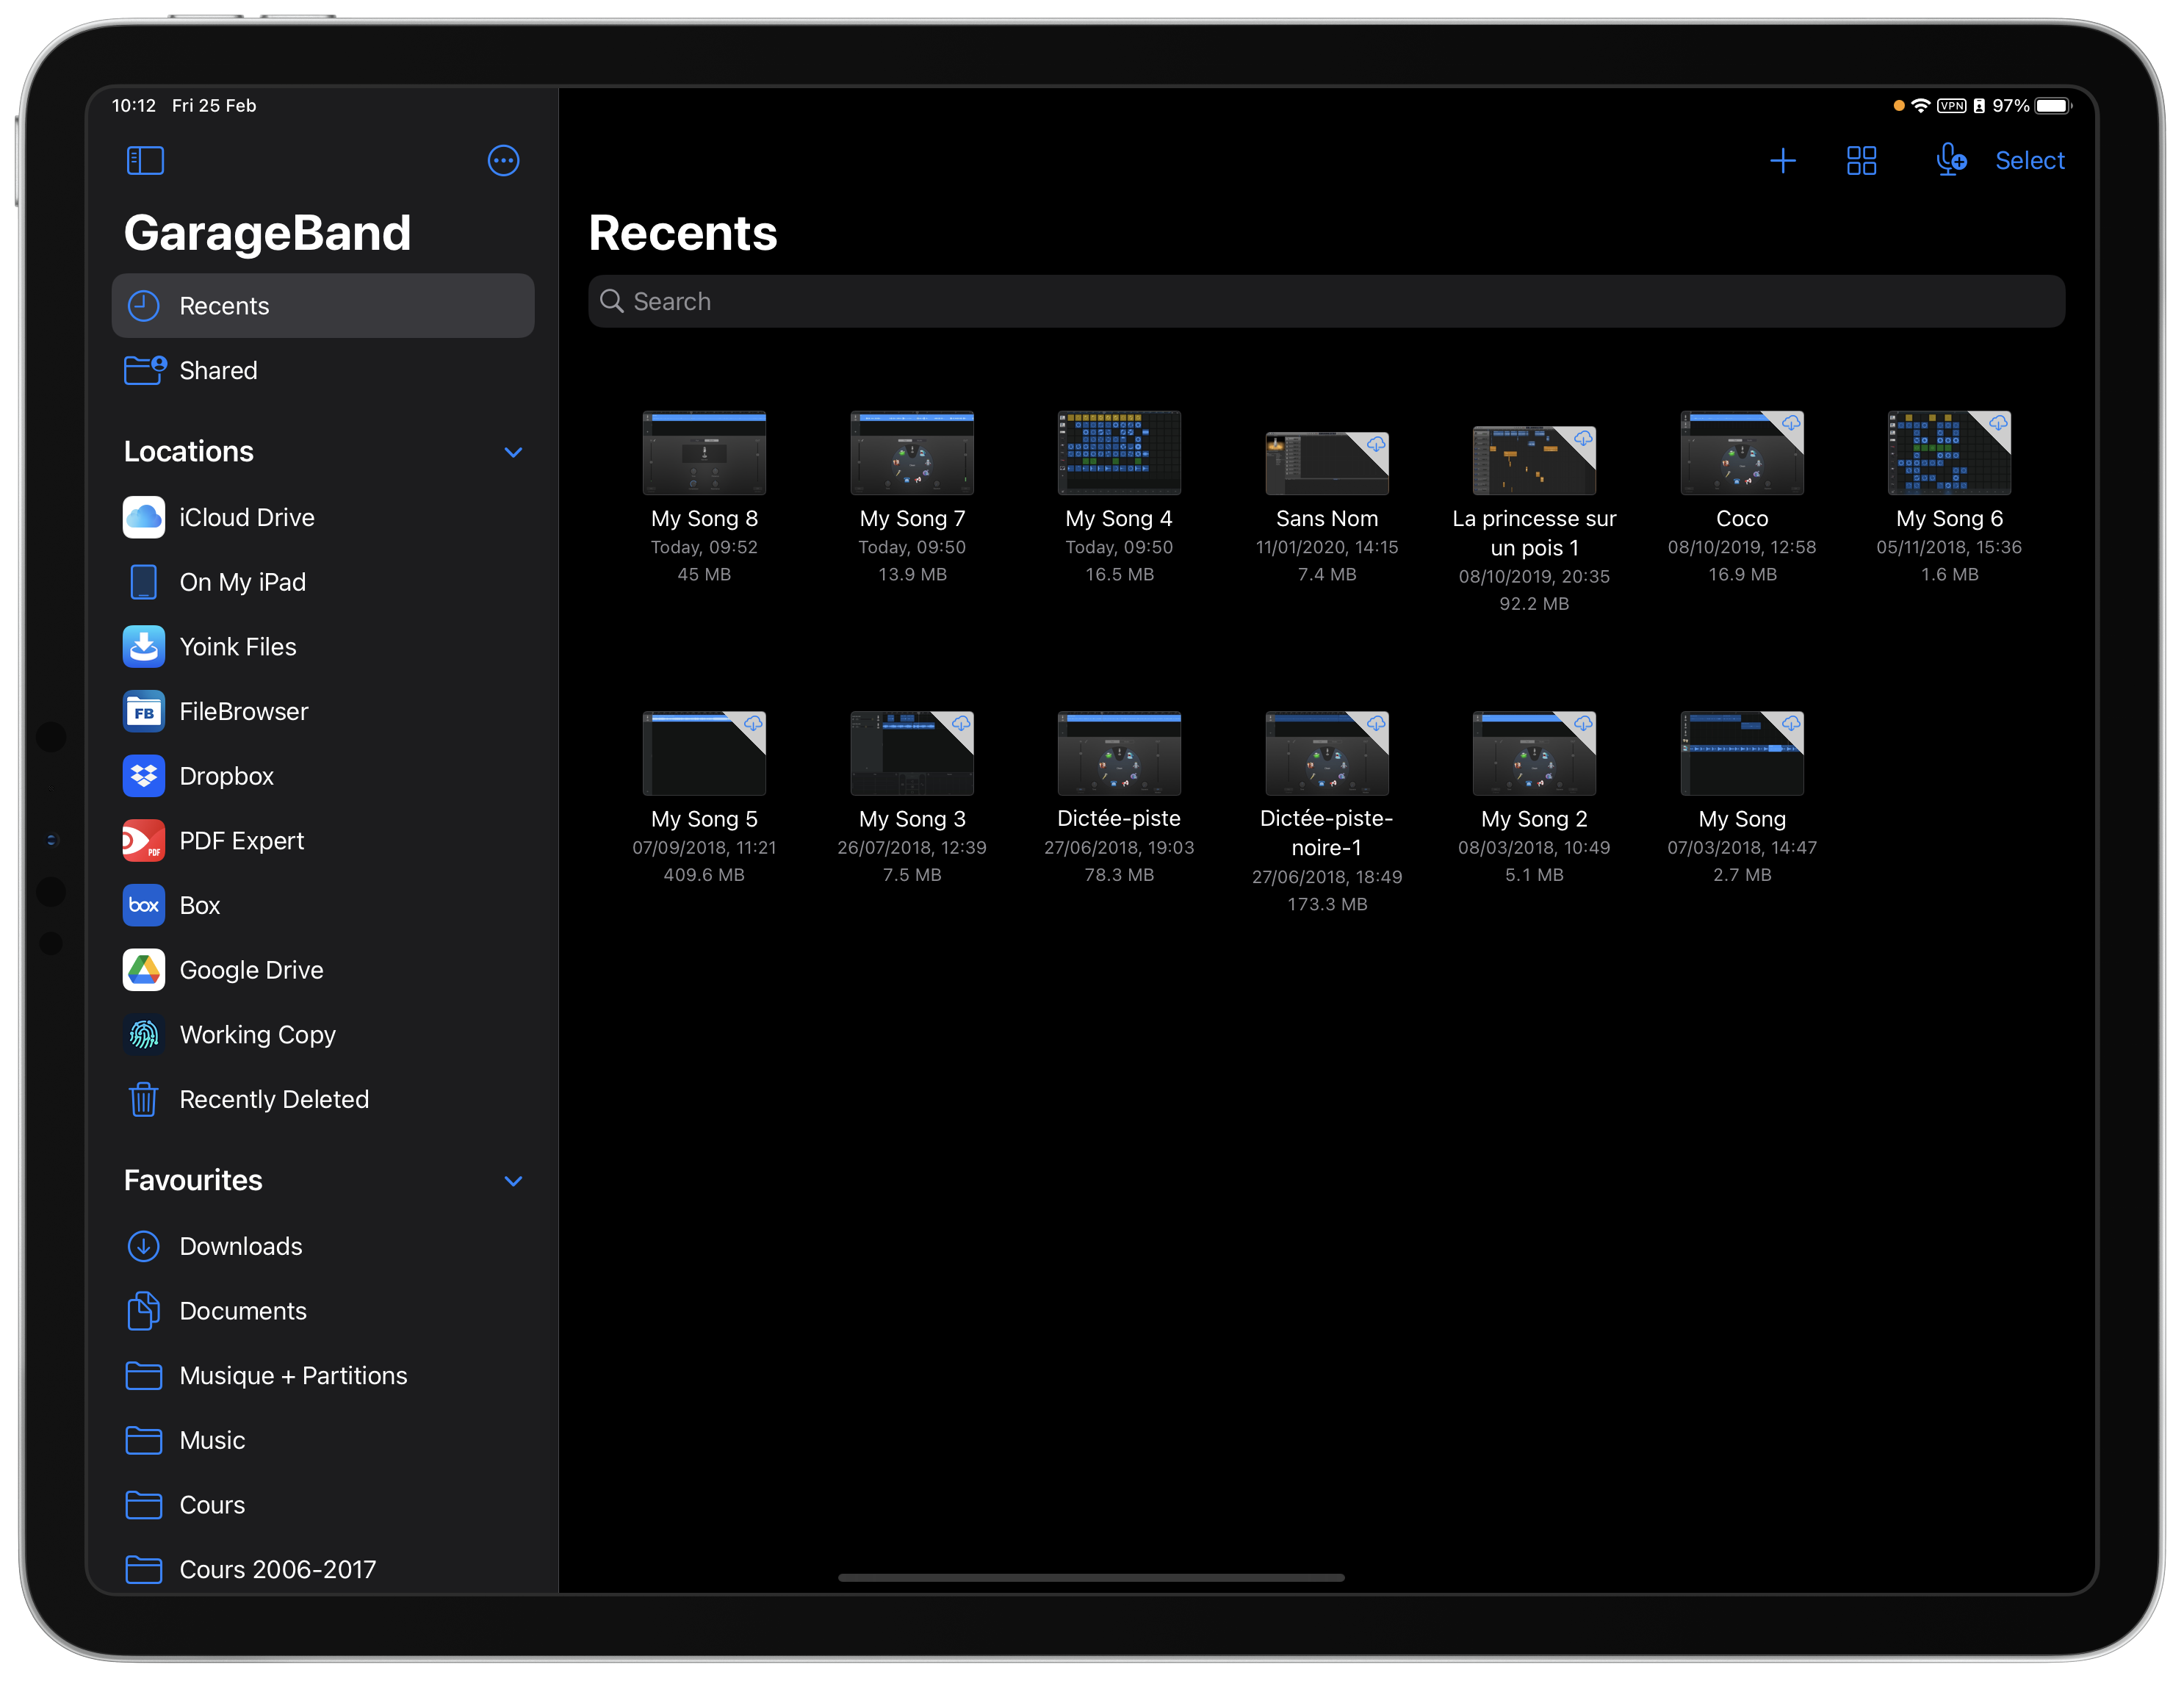 10:12 Fri 25 Feb
VPN 97%
Select
GarageBand
Recents
Shared
Locations
iCloud Drive
On My iPad
Yoink Files
FB
FileBrowser
Dropbox
PDF
PDF Expert
box
Box
Google Drive
Working Copy
Recently Deleted
Favourites
Downloads
Documents
Musique + Partitions
Music
Cours
Cours 2006-2017
Recents
Search
My Song 8
Today, 09:52
45 MB
My Song 7
Today, 09:50
13.9 MB
My Song 4
Today, 09:50
16.5 MB
Sans Nom
11/01/2020, 14:15
7.4 MB
La princesse sur
un pois 1
08/10/2019, 20:35
92.2 MB
Coco
08/10/2019, 12:58
16.9 MB
My Song 6
05/11/2018, 15:36
1.6 MB
My Song 5
07/09/2018, 11:21
409.6 MB
My Song 3
26/07/2018, 12:39
7.5 MB
Dictée-piste
27/06/2018, 19:03
78.3 MB
Dictée-piste-
noire-1
27/06/2018, 18:49
173.3 MB
My Song 2
08/03/2018, 10:49
5.1 MB
My Song
07/03/2018, 14:47
2.7 MB